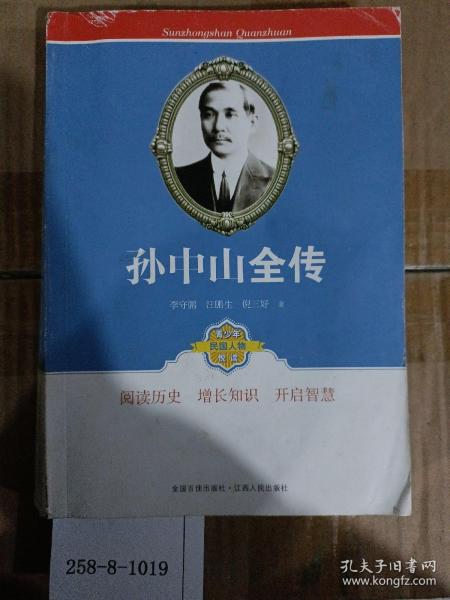 Sunzhongshan Quanzhuan
孙中山全传
李守鹏 汪鹏生 倪三好 著
青少年
民国人物
悦读
阅读历史 增长知识 开启智慧
全国百佳出版社·江西人民出版社
258-8-1019
孔夫子旧书网
www.kongfz.com